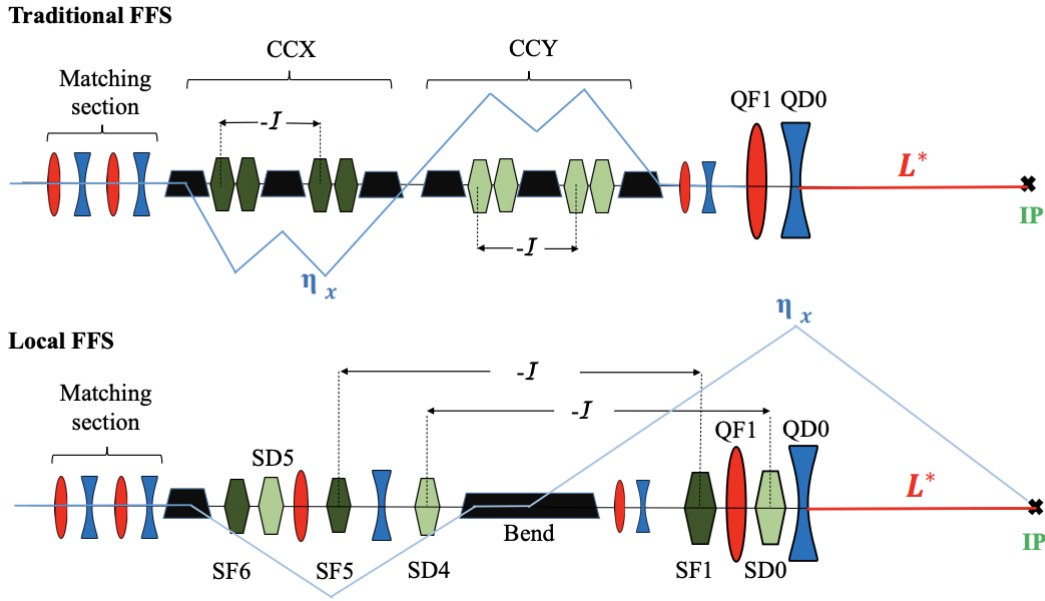 Traditional FFS
CCX
CCY
Matching
section
-I
QF1
QD0
L*
IP
-I
η x
η x
Local FFS
-I
Matching
section
-I
SD5
QF1
QD0
L*
Bend
IP
SF6
SF5
SD4
SF1
SD0